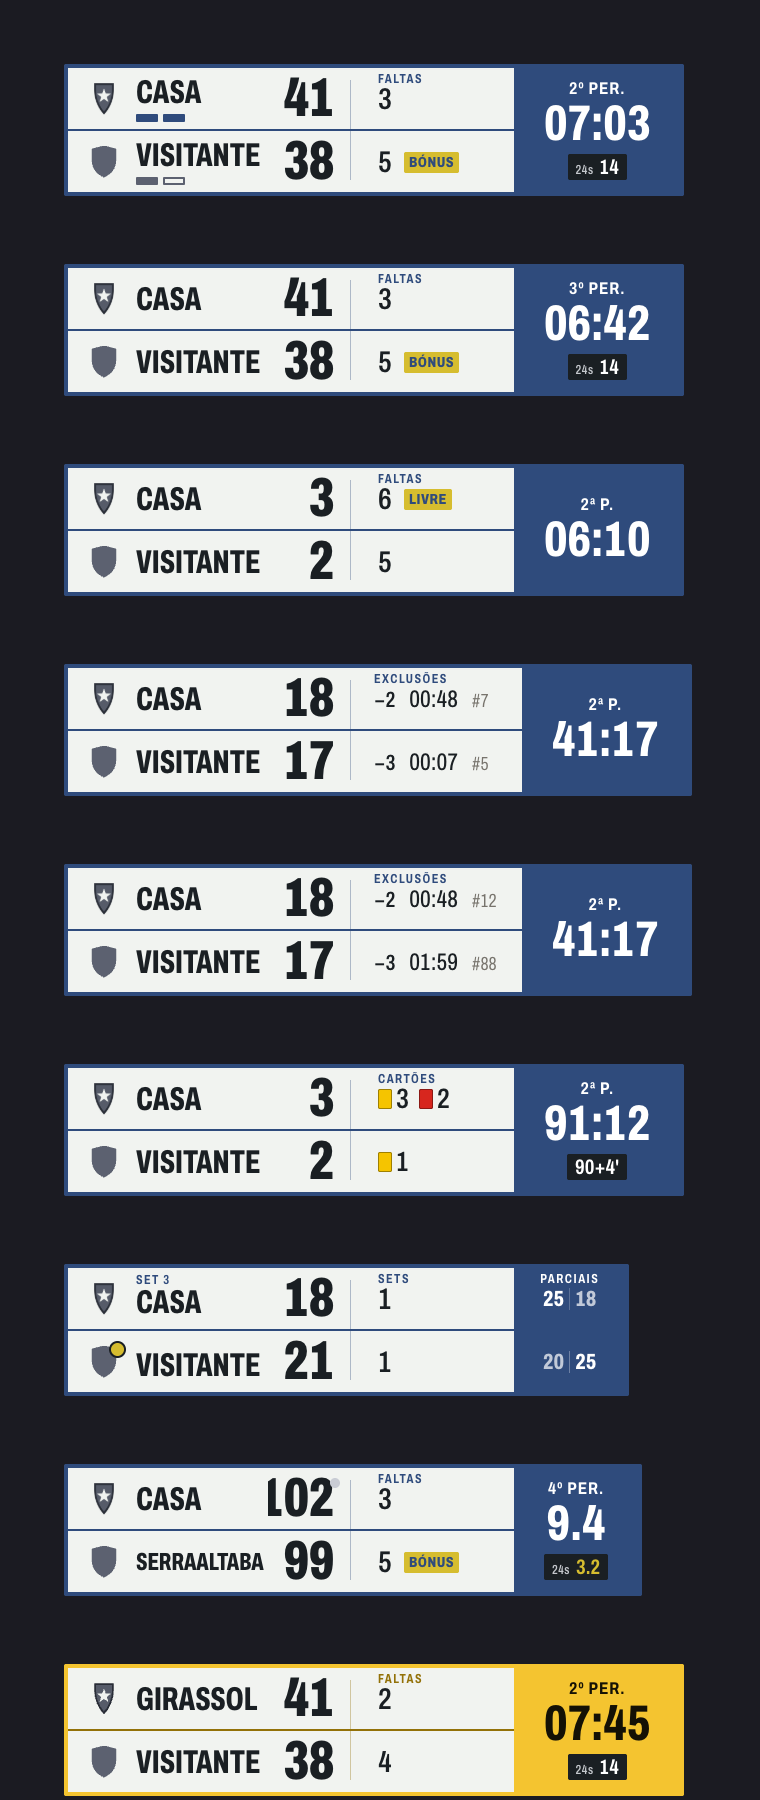 FALTAS
CASA 41 3
VISITANTE 38 5 BÓNUS
2º PER.
07:03
24s 14
FALTAS
CASA 41 3
VISITANTE 38 5 BÓNUS
3º PER.
06:42
24s 14
FALTAS
CASA 3 6 LIVRE
VISITANTE 2 5
2ª P.
06:10
EXCLUSÕES
CASA 18 –2 00:48 #7
VISITANTE 17 –3 00:07 #5
2ª P.
41:17
EXCLUSÕES
CASA 18 –2 00:48 #12
VISITANTE 17 –3 01:59 #88
2ª P.
41:17
CARTÕES
CASA 3 3 2
VISITANTE 2 1
2ª P.
91:12
90+4'
SET 3 SETS PARCIAIS
CASA 18 1 25 18
VISITANTE 21 1 20 25
FALTAS
CASA 102 3
SERRAALTABA 99 5 BÓNUS
4º PER.
9.4
24s 3.2
FALTAS
GIRASSOL 41 2
VISITANTE 38 4
2º PER.
07:45
24s 14